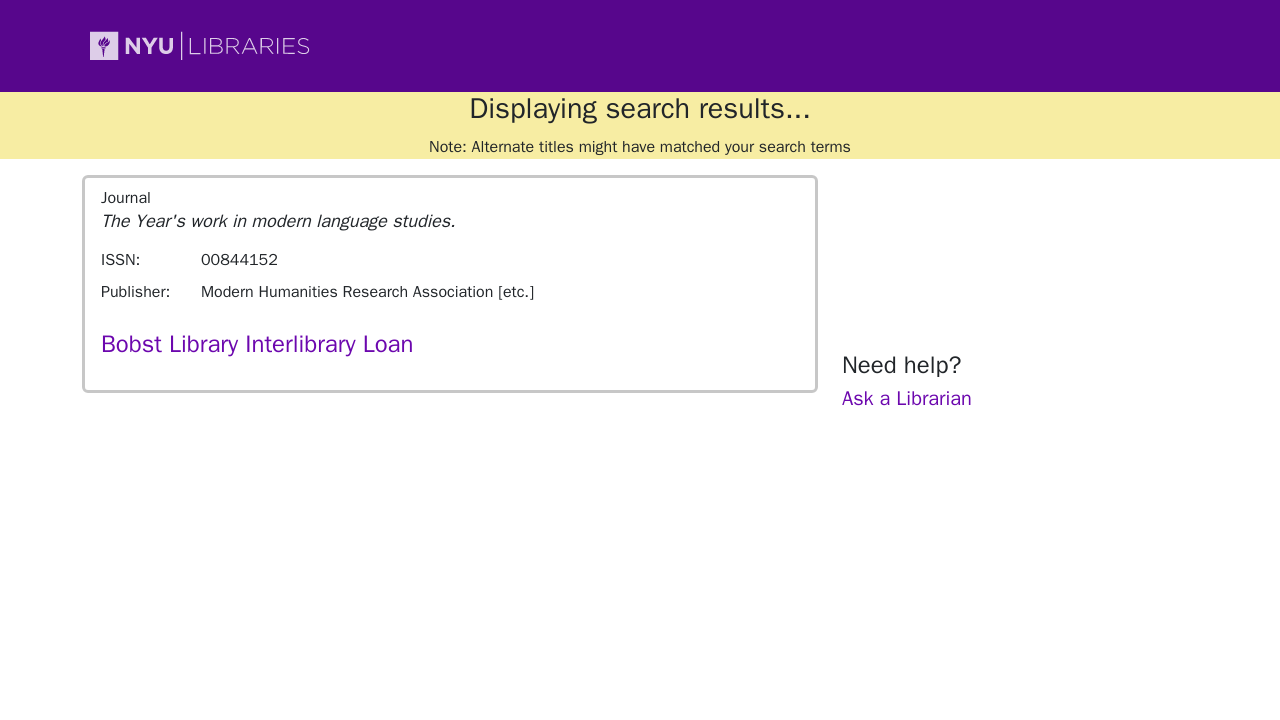 NYU | LIBRARIES
Displaying search results...
Note: Alternate titles might have matched your search terms
Journal
The Year's work in modern language studies.
ISSN: 00844152
Publisher: Modern Humanities Research Association [etc.]
Bobst Library Interlibrary Loan
Need help?
Ask a Librarian